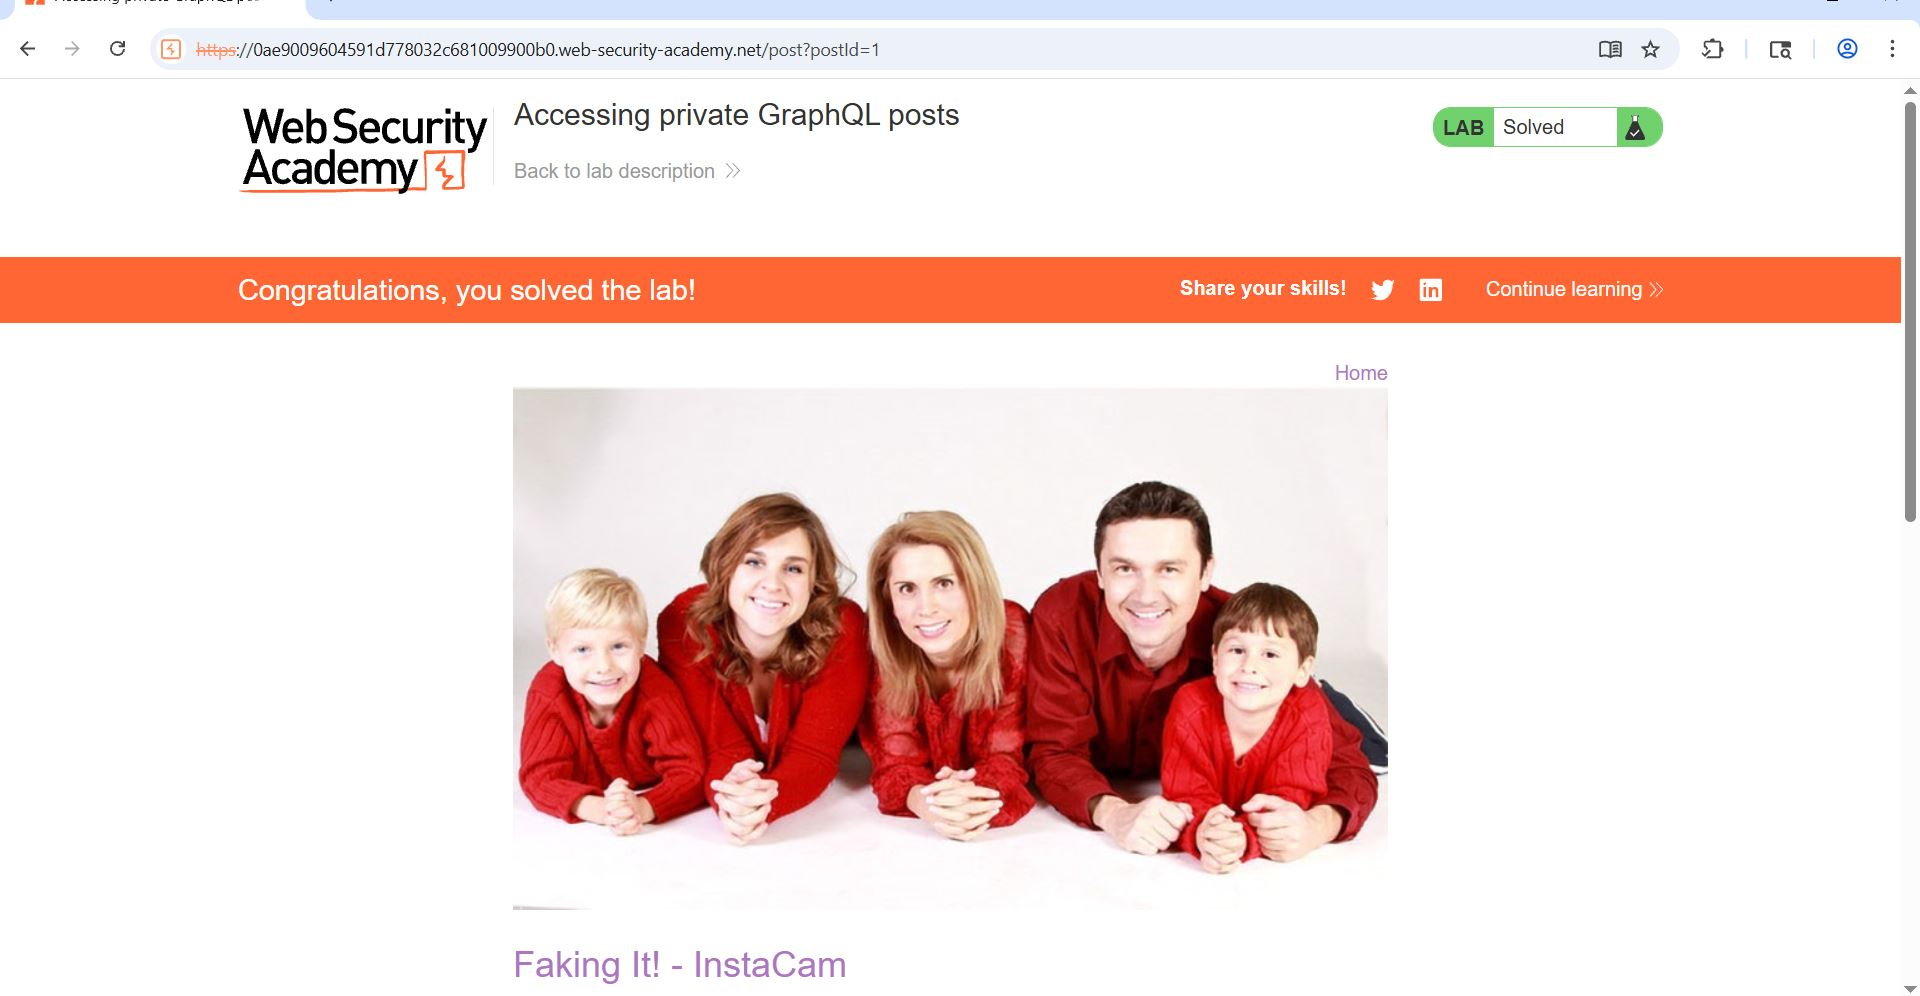 https://0ae9009604591d778032c681009900b0.web-security-academy.net/post?postId=1
Web Security
Academy
Accessing private GraphQL posts
Back to lab description
LAB Solved
Congratulations, you solved the lab!
Share your skills!
Continue learning
Home
Faking It! - InstaCam